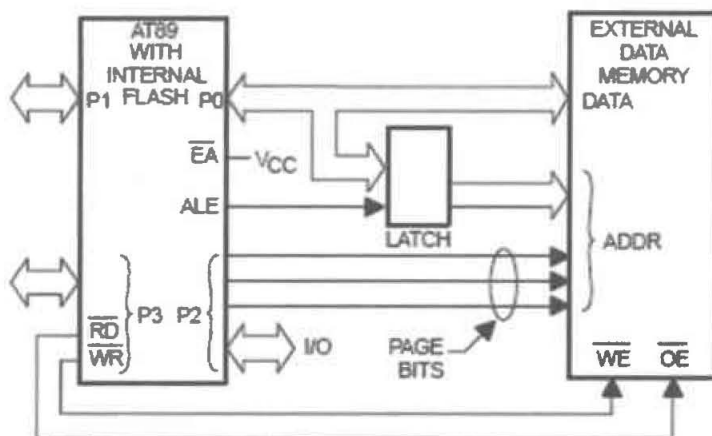 AT89
WITH
INTERNAL
FLASH
P1
P0
EA
VCC
ALE
P3
P2
RD
WR
I/O
LATCH
PAGE
BITS
EXTERNAL
DATA
MEMORY
DATA
ADDR
WE
OE